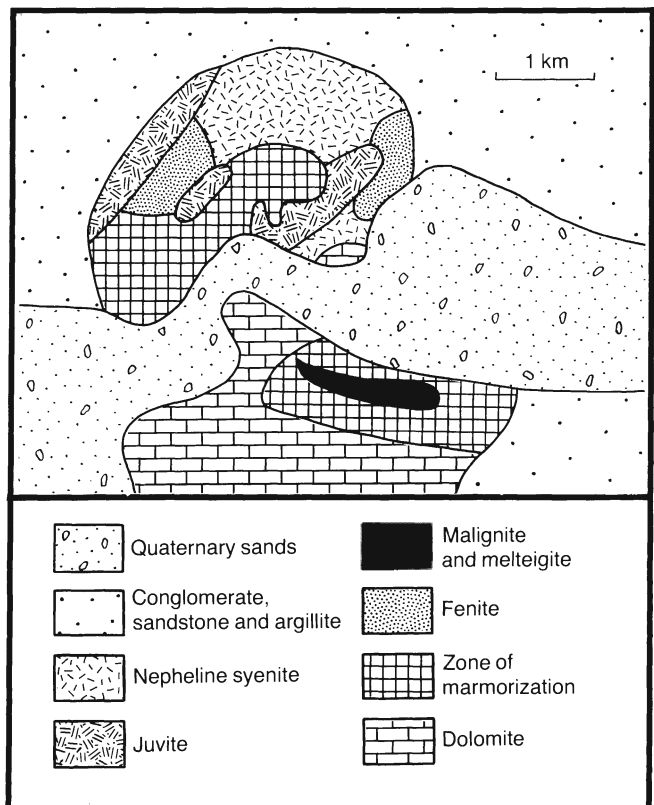 1 km
Quaternary sands
Conglomerate,
sandstone and argillite
Nepheline syenite
Juvite
Malignite
and melteigite
Fenite
Zone of
marmorization
Dolomite